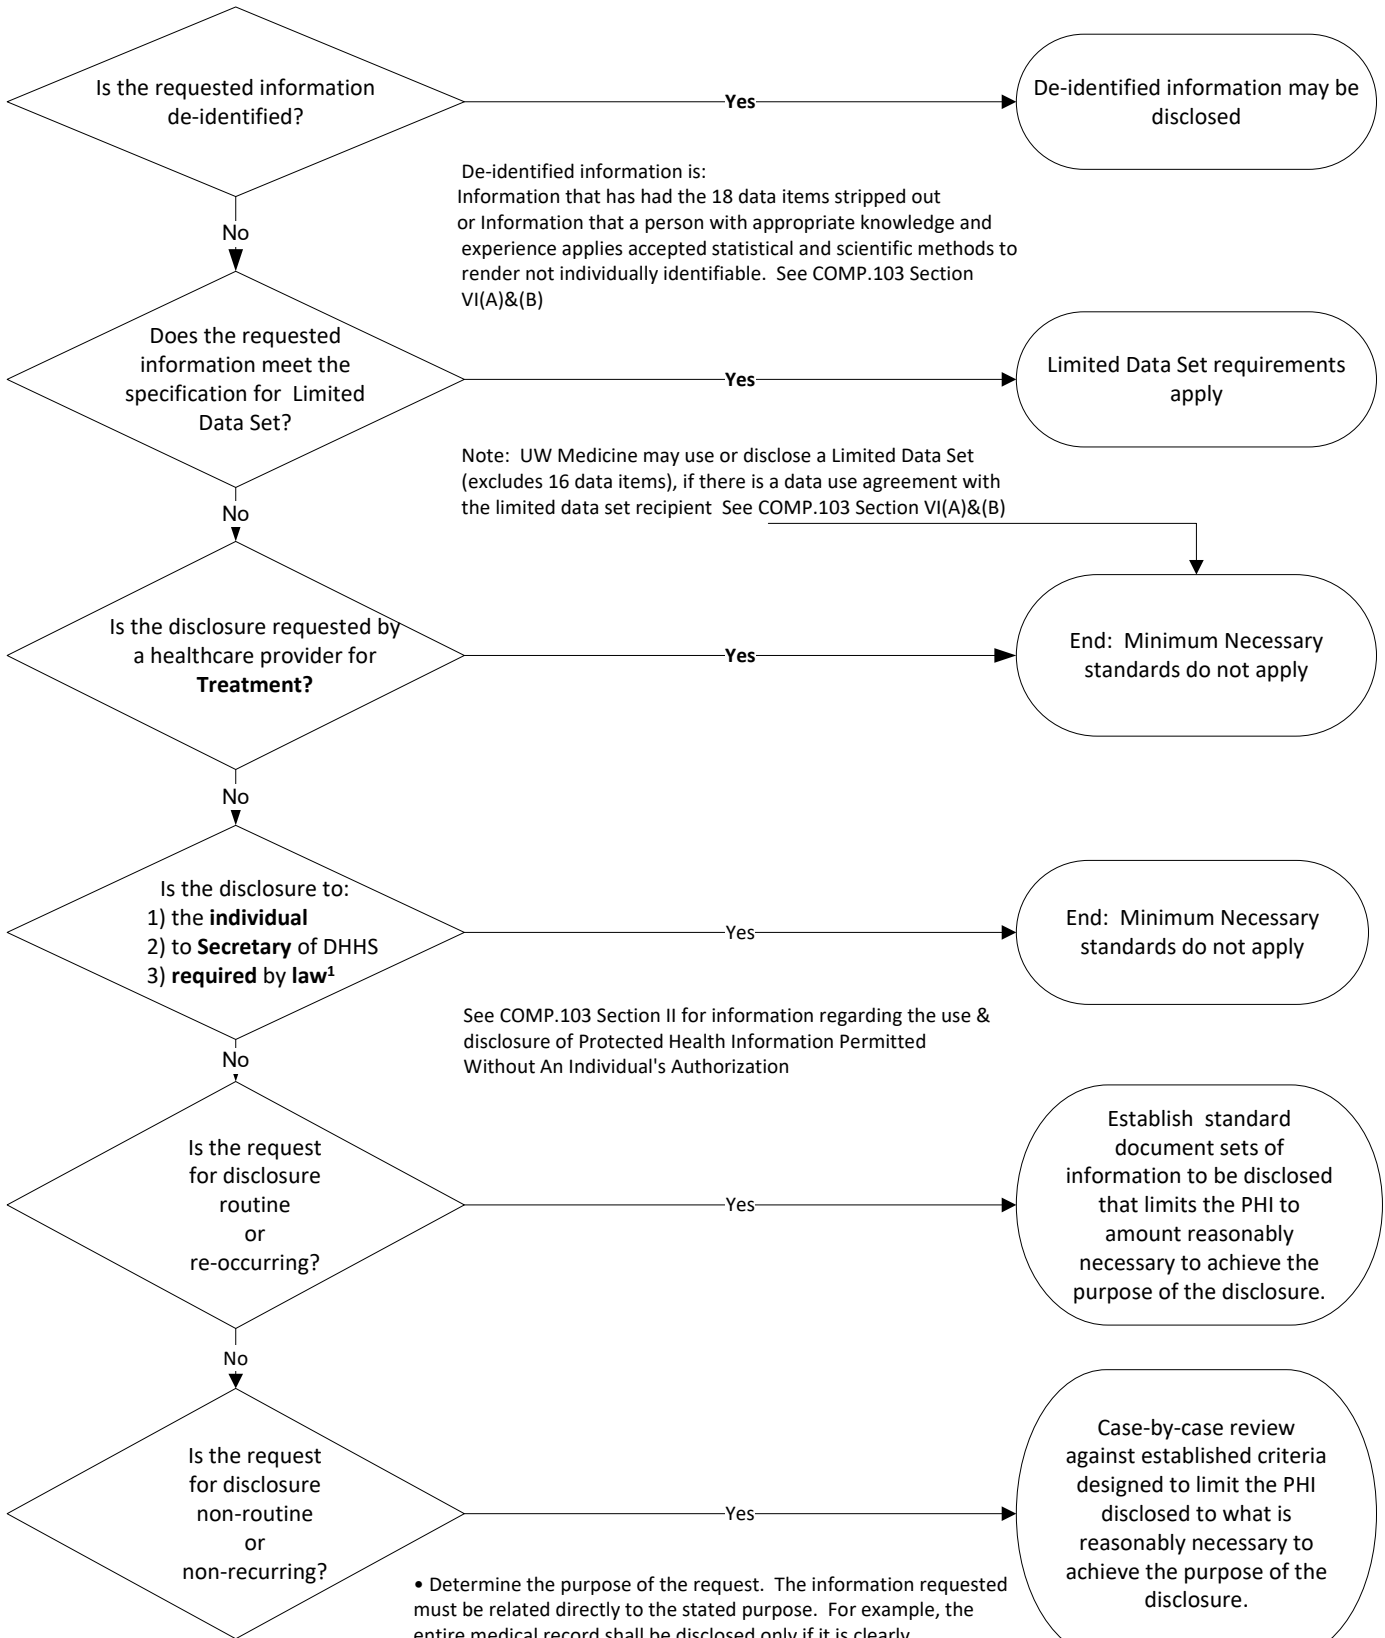 Is the requested information
de-identified?
Yes
De-identified information may be
disclosed
De-identified information is:
Information that has had the 18 data items stripped out
or Information that a person with appropriate knowledge and
experience applies accepted statistical and scientific methods to
render not individually identifiable.  See COMP.103 Section
VI(A)&(B)
No
Does the requested
information meet the
specification for  Limited
Data Set?
Yes
Limited Data Set requirements
apply
Note:  UW Medicine may use or disclose a Limited Data Set
(excludes 16 data items), if there is a data use agreement with
the limited data set recipient  See COMP.103 Section VI(A)&(B)
No
Is the disclosure requested by
a healthcare provider for
Treatment?
Yes
End:  Minimum Necessary
standards do not apply
No
Is the disclosure to:
1) the individual
2) to Secretary of DHHS
3) required by law¹
Yes
End:  Minimum Necessary
standards do not apply
See COMP.103 Section II for information regarding the use &
disclosure of Protected Health Information Permitted
Without An Individual's Authorization
No
Is the request
for disclosure
routine
or
re-occurring?
Yes
Establish  standard
document sets of
information to be disclosed
that limits the PHI to
amount reasonably
necessary to achieve the
purpose of the disclosure.
No
Is the request
for disclosure
non-routine
or
non-recurring?
Yes
Case-by-case review
against established criteria
designed to limit the PHI
disclosed to what is
reasonably necessary to
achieve the purpose of the
disclosure.
• Determine the purpose of the request.  The information requested
must be related directly to the stated purpose.  For example, the
entire medical record shall be disclosed only if it is clearly